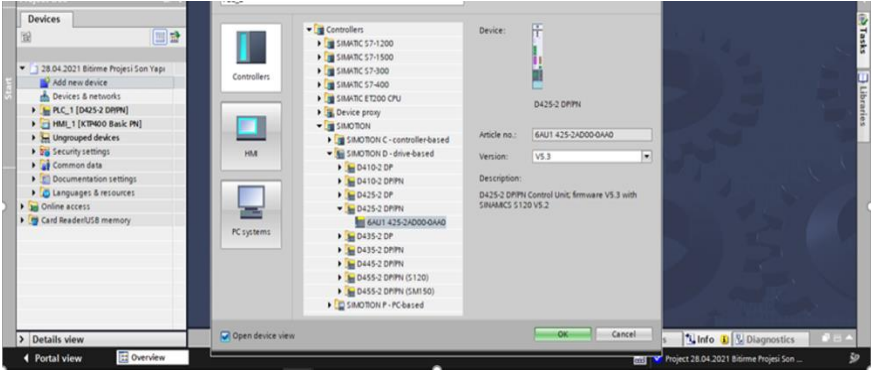 Devices
28.04.2021 Bitirme Projesi Son Yapı
Add new device
Devices & networks
PLC_1 [D425-2 DP/PN]
HMI_1 [KTP400 Basic PN]
Ungrouped devices
Security settings
Common data
Documentation settings
Languages & resources
Online access
Card Reader/USB memory
Details view
Portal view
Overview
Start
Controllers
HMI
PC systems
Controllers
SIMATIC S7-1200
SIMATIC S7-1500
SIMATIC S7-300
SIMATIC S7-400
SIMATIC ET200 CPU
Device proxy
SIMOTION
SIMOTION C - controller-based
SIMOTION D - drive-based
D410-2 DP
D410-2 DP/PN
D425-2 DP
D425-2 DP/PN
6AU1 425-2AD00-0AA0
D435-2 DP
D435-2 DP/PN
D445-2 DP/PN
D455-2 DP/PN (S120)
D455-2 DP/PN (SM150)
SIMOTION P - PC-based
Device:
D425-2 DP/PN
Article no.: 6AU1 425-2AD00-0AA0
Version: V5.3
Description:
D425-2 DP/PN Control Unit; firmware V5.3 with
SINAMICS S120 V5.2
Open device view
OK
Cancel
Info
Diagnostics
Project 28.04.2021 Bitirme Projesi Son ...
Tasks
Libraries